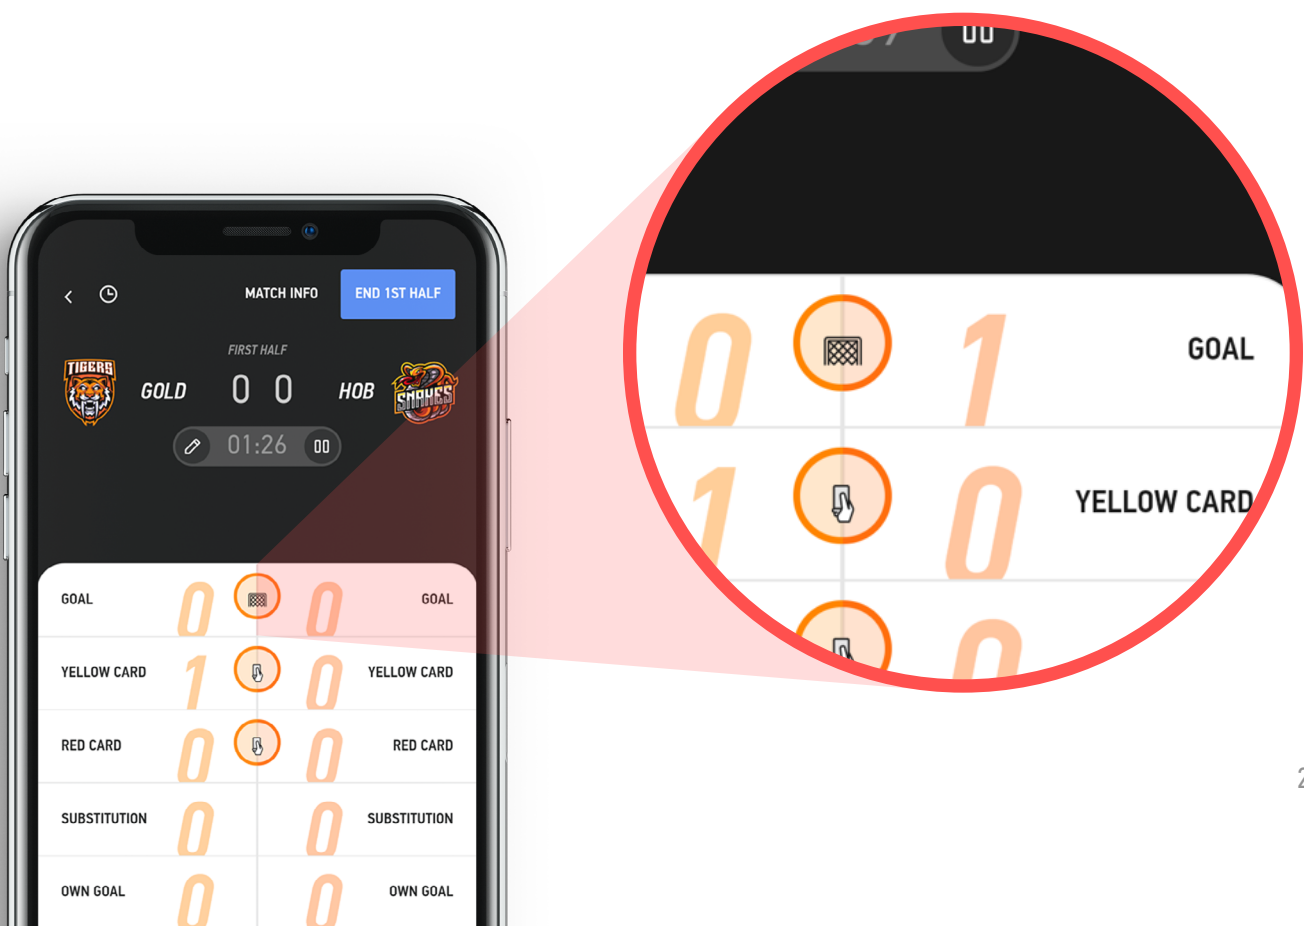 MATCH INFO END 1ST HALF
FIRST HALF
TIGERS GOLD 0 0 HOB SNAKES
01:26
GOAL 0 0 GOAL
YELLOW CARD 1 0 YELLOW CARD
RED CARD 0 0 RED CARD
SUBSTITUTION 0 0 SUBSTITUTION
OWN GOAL 0 0 OWN GOAL
0 1 GOAL
1 0 YELLOW CARD
0
2